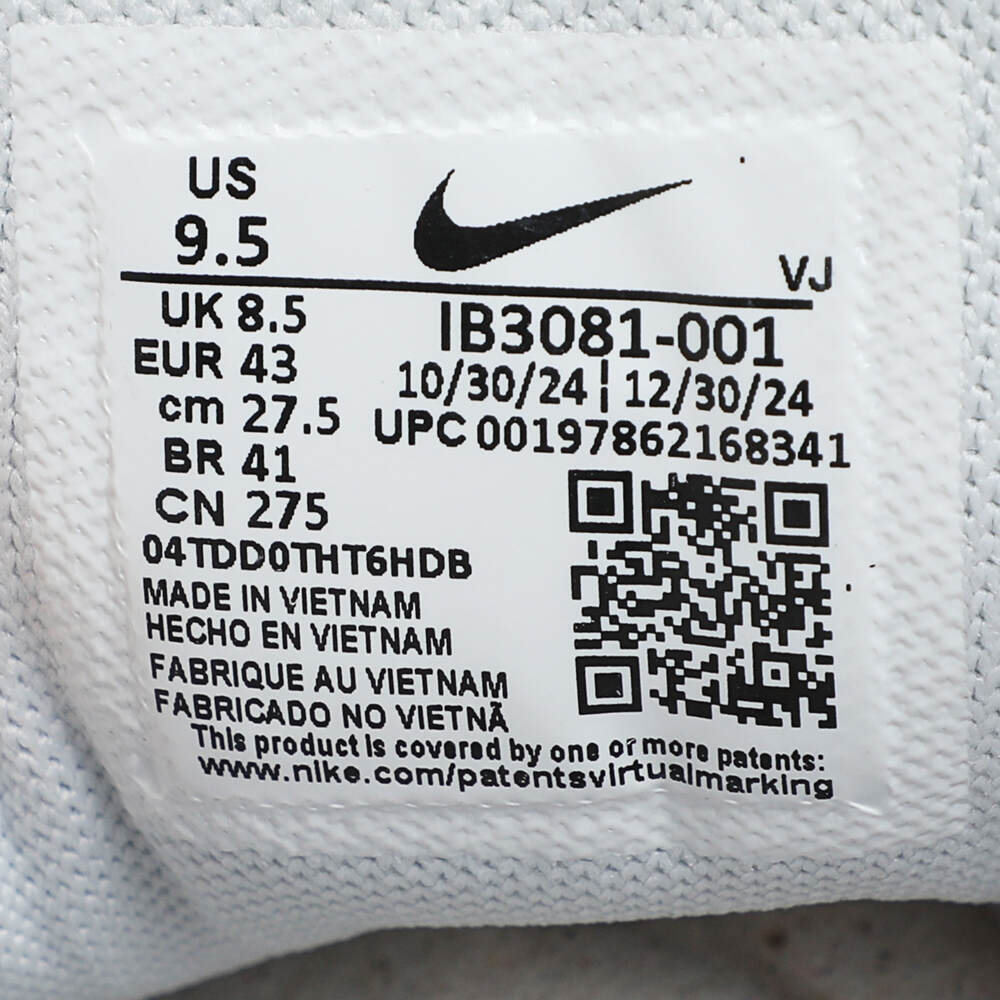 US
9.5
VJ
UK 8.5
EUR 43
cm 27.5
BR 41
CN 275
IB3081-001
10/30/24 | 12/30/24
UPC 00197862168341
04TDD0THT6HDB
MADE IN VIETNAM
HECHO EN VIETNAM
FABRIQUE AU VIETNAM
FABRICADO NO VIETNÃ
This product is covered by one or more patents:
www.nike.com/patentsvirtualmarking